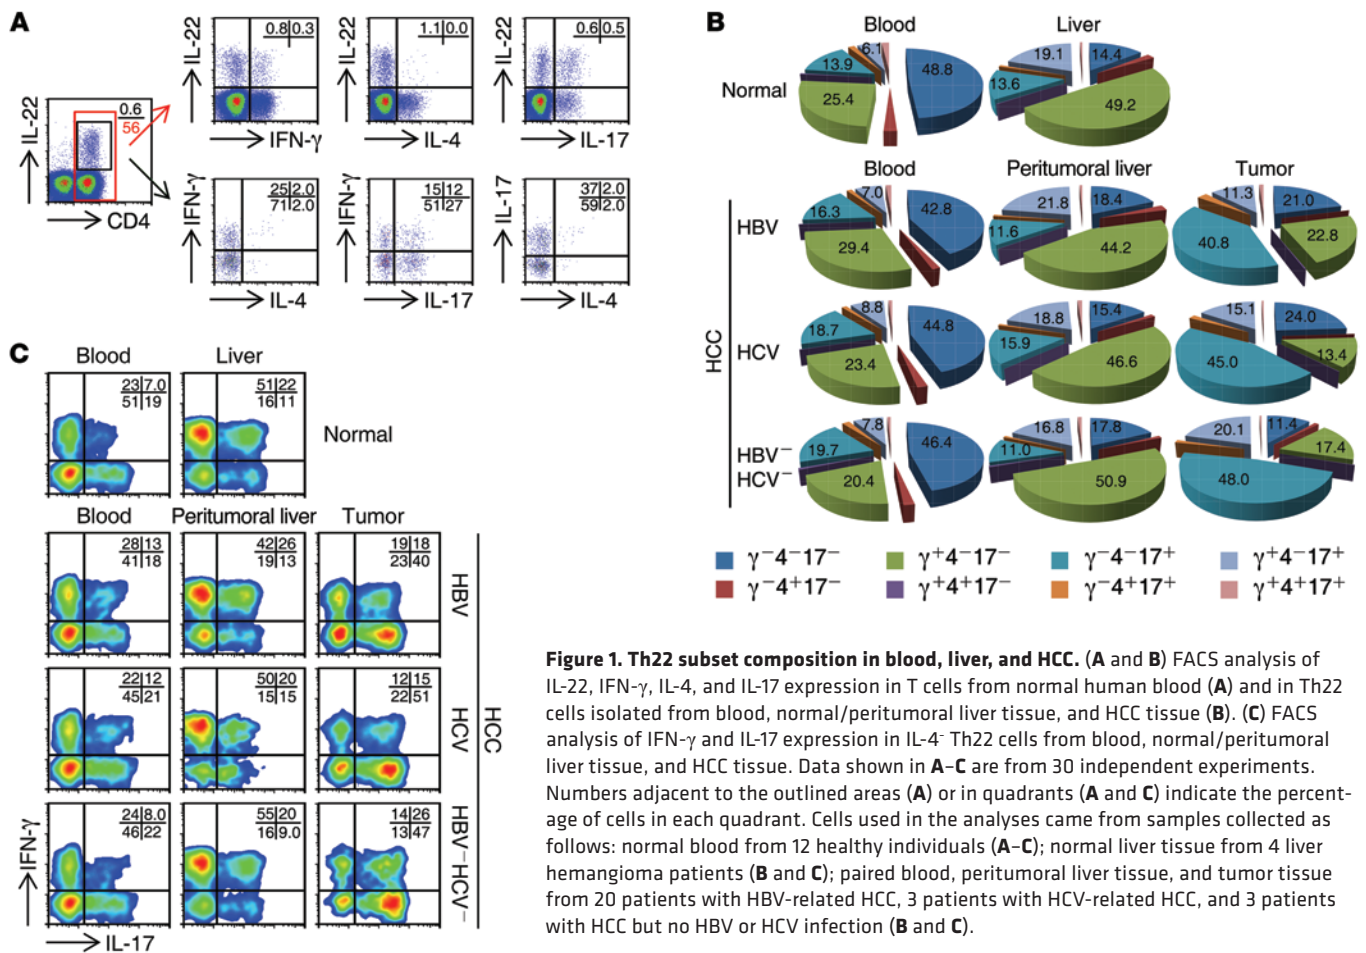 A
IL-22
CD4
0.6
56
IL-22
0.8 0.3
IFN-γ
IL-22
1.1 0.0
IL-4
IL-22
0.6 0.5
IL-17
IFN-γ
25 2.0
71 2.0
IL-4
IFN-γ
15 12
51 27
IL-17
IL-17
37 2.0
59 2.0
IL-4
B
Blood
Liver
Normal
6.1
13.9
48.8
25.4
19.1
14.4
13.6
49.2
Blood
Peritumoral liver
Tumor
HCC
HBV
7.0
16.3
42.8
29.4
21.8
18.4
11.6
44.2
11.3
21.0
40.8
22.8
HCV
8.8
18.7
44.8
23.4
18.8
15.4
15.9
46.6
15.1
24.0
45.0
13.4
HBV⁻
HCV⁻
7.8
19.7
46.4
20.4
16.8
17.8
11.0
50.9
20.1
11.4
48.0
17.4
γ⁻4⁻17⁻
γ⁺4⁻17⁻
γ⁻4⁻17⁺
γ⁺4⁻17⁺
γ⁻4⁺17⁻
γ⁺4⁺17⁻
γ⁻4⁺17⁺
γ⁺4⁺17⁺
C
Blood
Liver
23 7.0
51 19
51 22
16 11
Normal
Blood
Peritumoral liver
Tumor
28 13
41 18
42 26
19 13
19 18
23 40
HBV
22 12
45 21
50 20
15 15
12 15
22 51
HCV
HCC
24 8.0
46 22
55 20
16 9.0
14 26
13 47
HBV⁻HCV⁻
IFN-γ
IL-17
Figure 1. Th22 subset composition in blood, liver, and HCC. (A and B) FACS analysis of
IL-22, IFN-γ, IL-4, and IL-17 expression in T cells from normal human blood (A) and in Th22
cells isolated from blood, normal/peritumoral liver tissue, and HCC tissue (B). (C) FACS
analysis of IFN-γ and IL-17 expression in IL-4⁻ Th22 cells from blood, normal/peritumoral
liver tissue, and HCC tissue. Data shown in A–C are from 30 independent experiments.
Numbers adjacent to the outlined areas (A) or in quadrants (A and C) indicate the percent-
age of cells in each quadrant. Cells used in the analyses came from samples collected as
follows: normal blood from 12 healthy individuals (A–C); normal liver tissue from 4 liver
hemangioma patients (B and C); paired blood, peritumoral liver tissue, and tumor tissue
from 20 patients with HBV-related HCC, 3 patients with HCV-related HCC, and 3 patients
with HCC but no HBV or HCV infection (B and C).